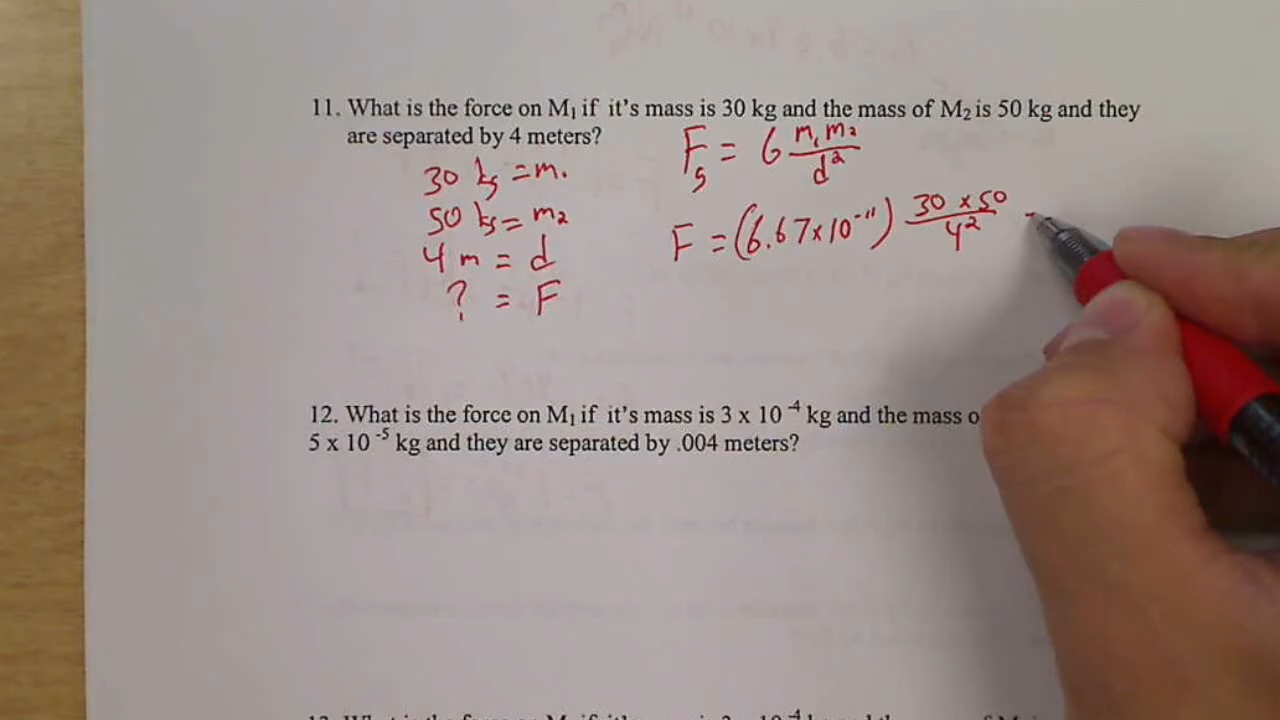 11. What is the force on M₁ if it's mass is 30 kg and the mass of M₂ is 50 kg and they
are separated by 4 meters?
30 kg = m₁
50 kg = m₂
4 m = d
? = F
Fg = G m₁m₂/d²
F = (6.67×10⁻¹¹) 30 × 50/4²
12. What is the force on M₁ if it's mass is 3 x 10⁻⁴ kg and the mass
5 x 10⁻⁵ kg and they are separated by .004 meters?